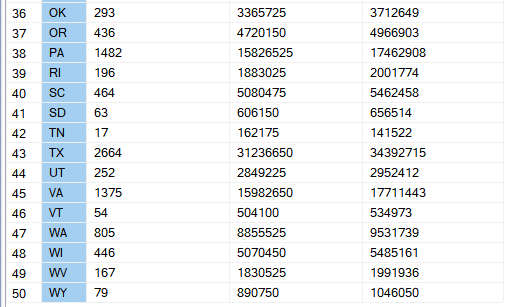 36 OK 293 3365725 3712649
37 OR 436 4720150 4966903
38 PA 1482 15826525 17462908
39 RI 196 1883025 2001774
40 SC 464 5080475 5462458
41 SD 63 606150 656514
42 TN 17 162175 141522
43 TX 2664 31236650 34392715
44 UT 252 2849225 2952412
45 VA 1375 15982650 17711443
46 VT 54 504100 534973
47 WA 805 8855525 9531739
48 WI 446 5070450 5485161
49 WV 167 1830525 1991936
50 WY 79 890750 1046050